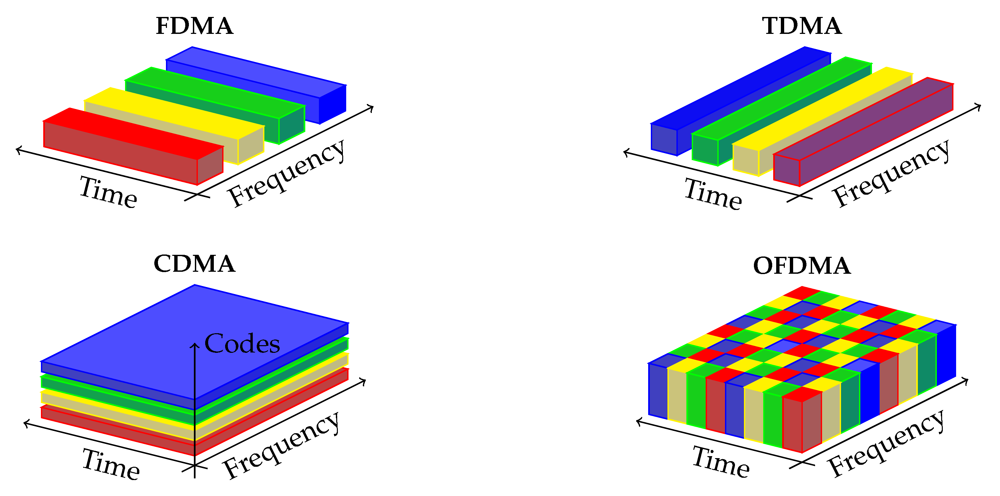 FDMA
Time
Frequency
TDMA
Time
Frequency
CDMA
Codes
Time
Frequency
OFDMA
Time
Frequency